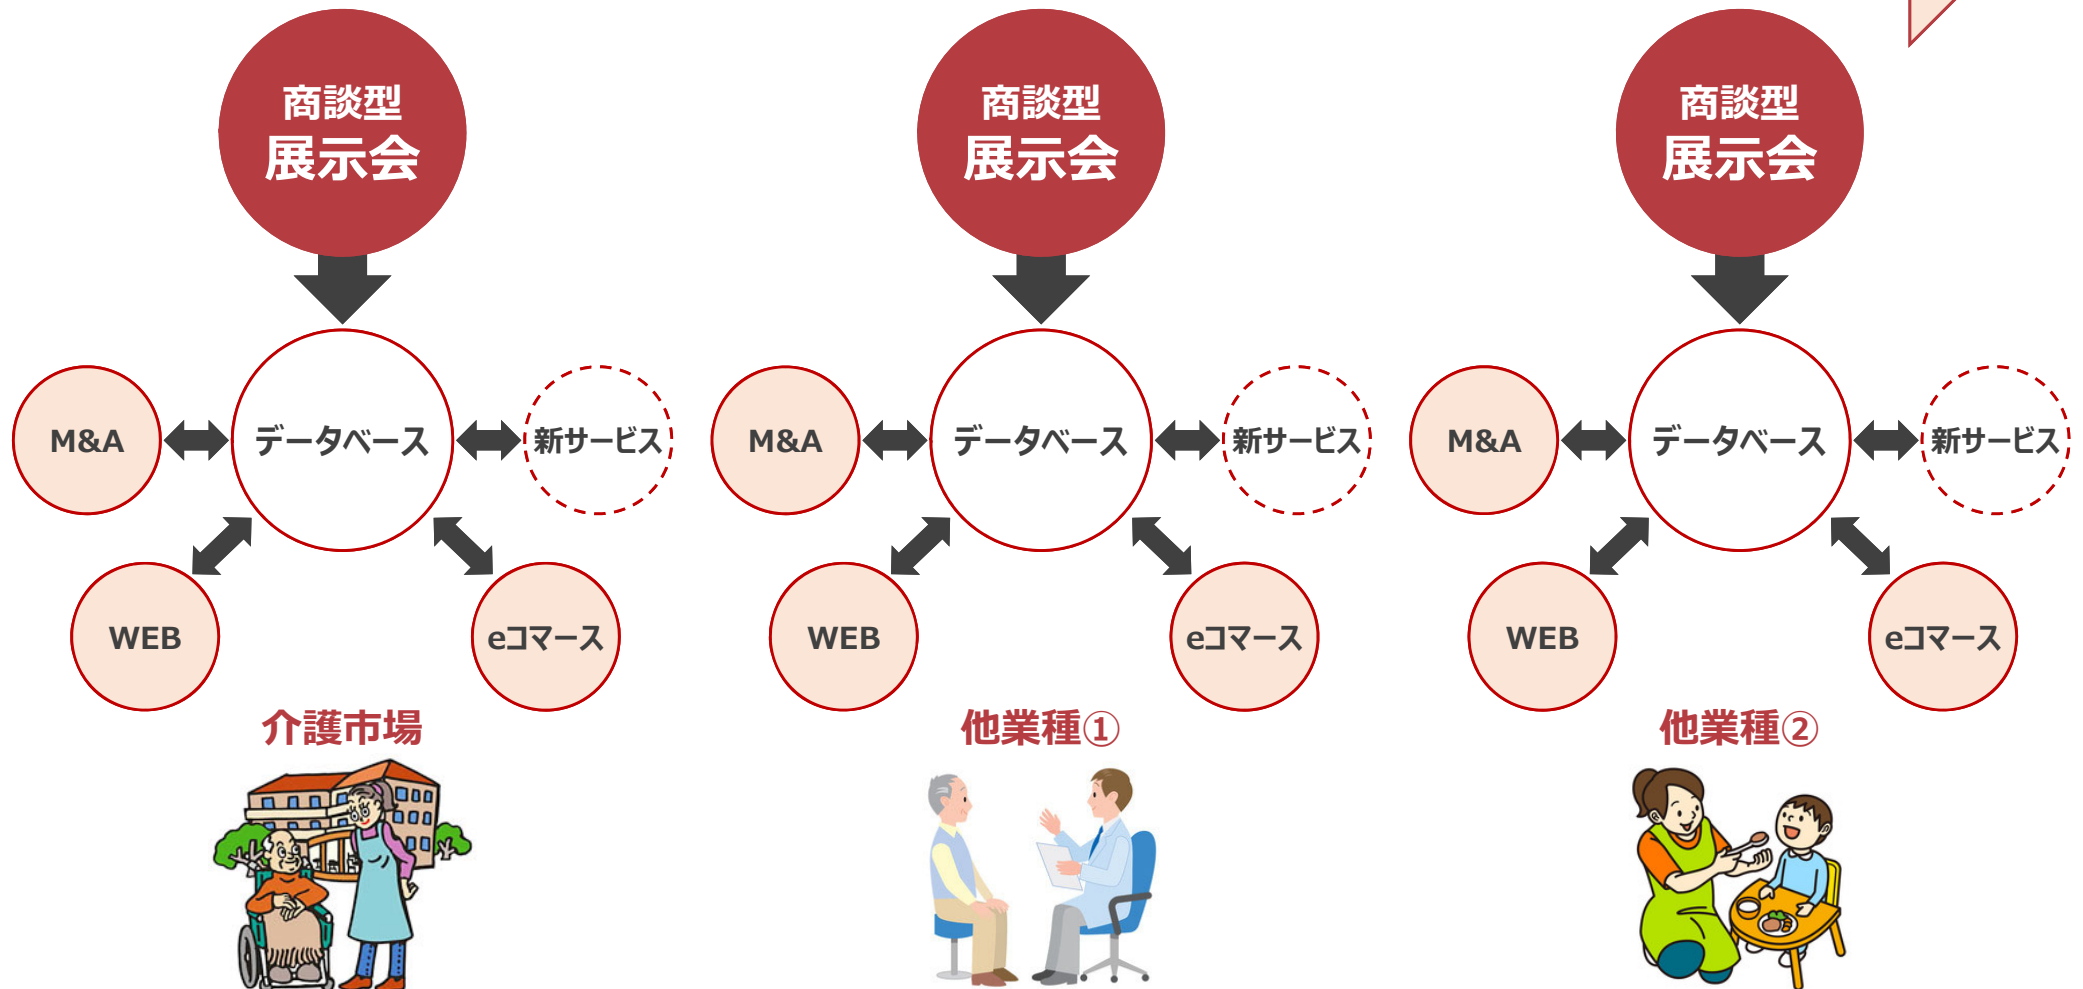 商談型
展示会
データベース
M&A
新サービス
WEB
eコマース
介護市場
商談型
展示会
データベース
M&A
新サービス
WEB
eコマース
他業種①
商談型
展示会
データベース
M&A
新サービス
WEB
eコマース
他業種②